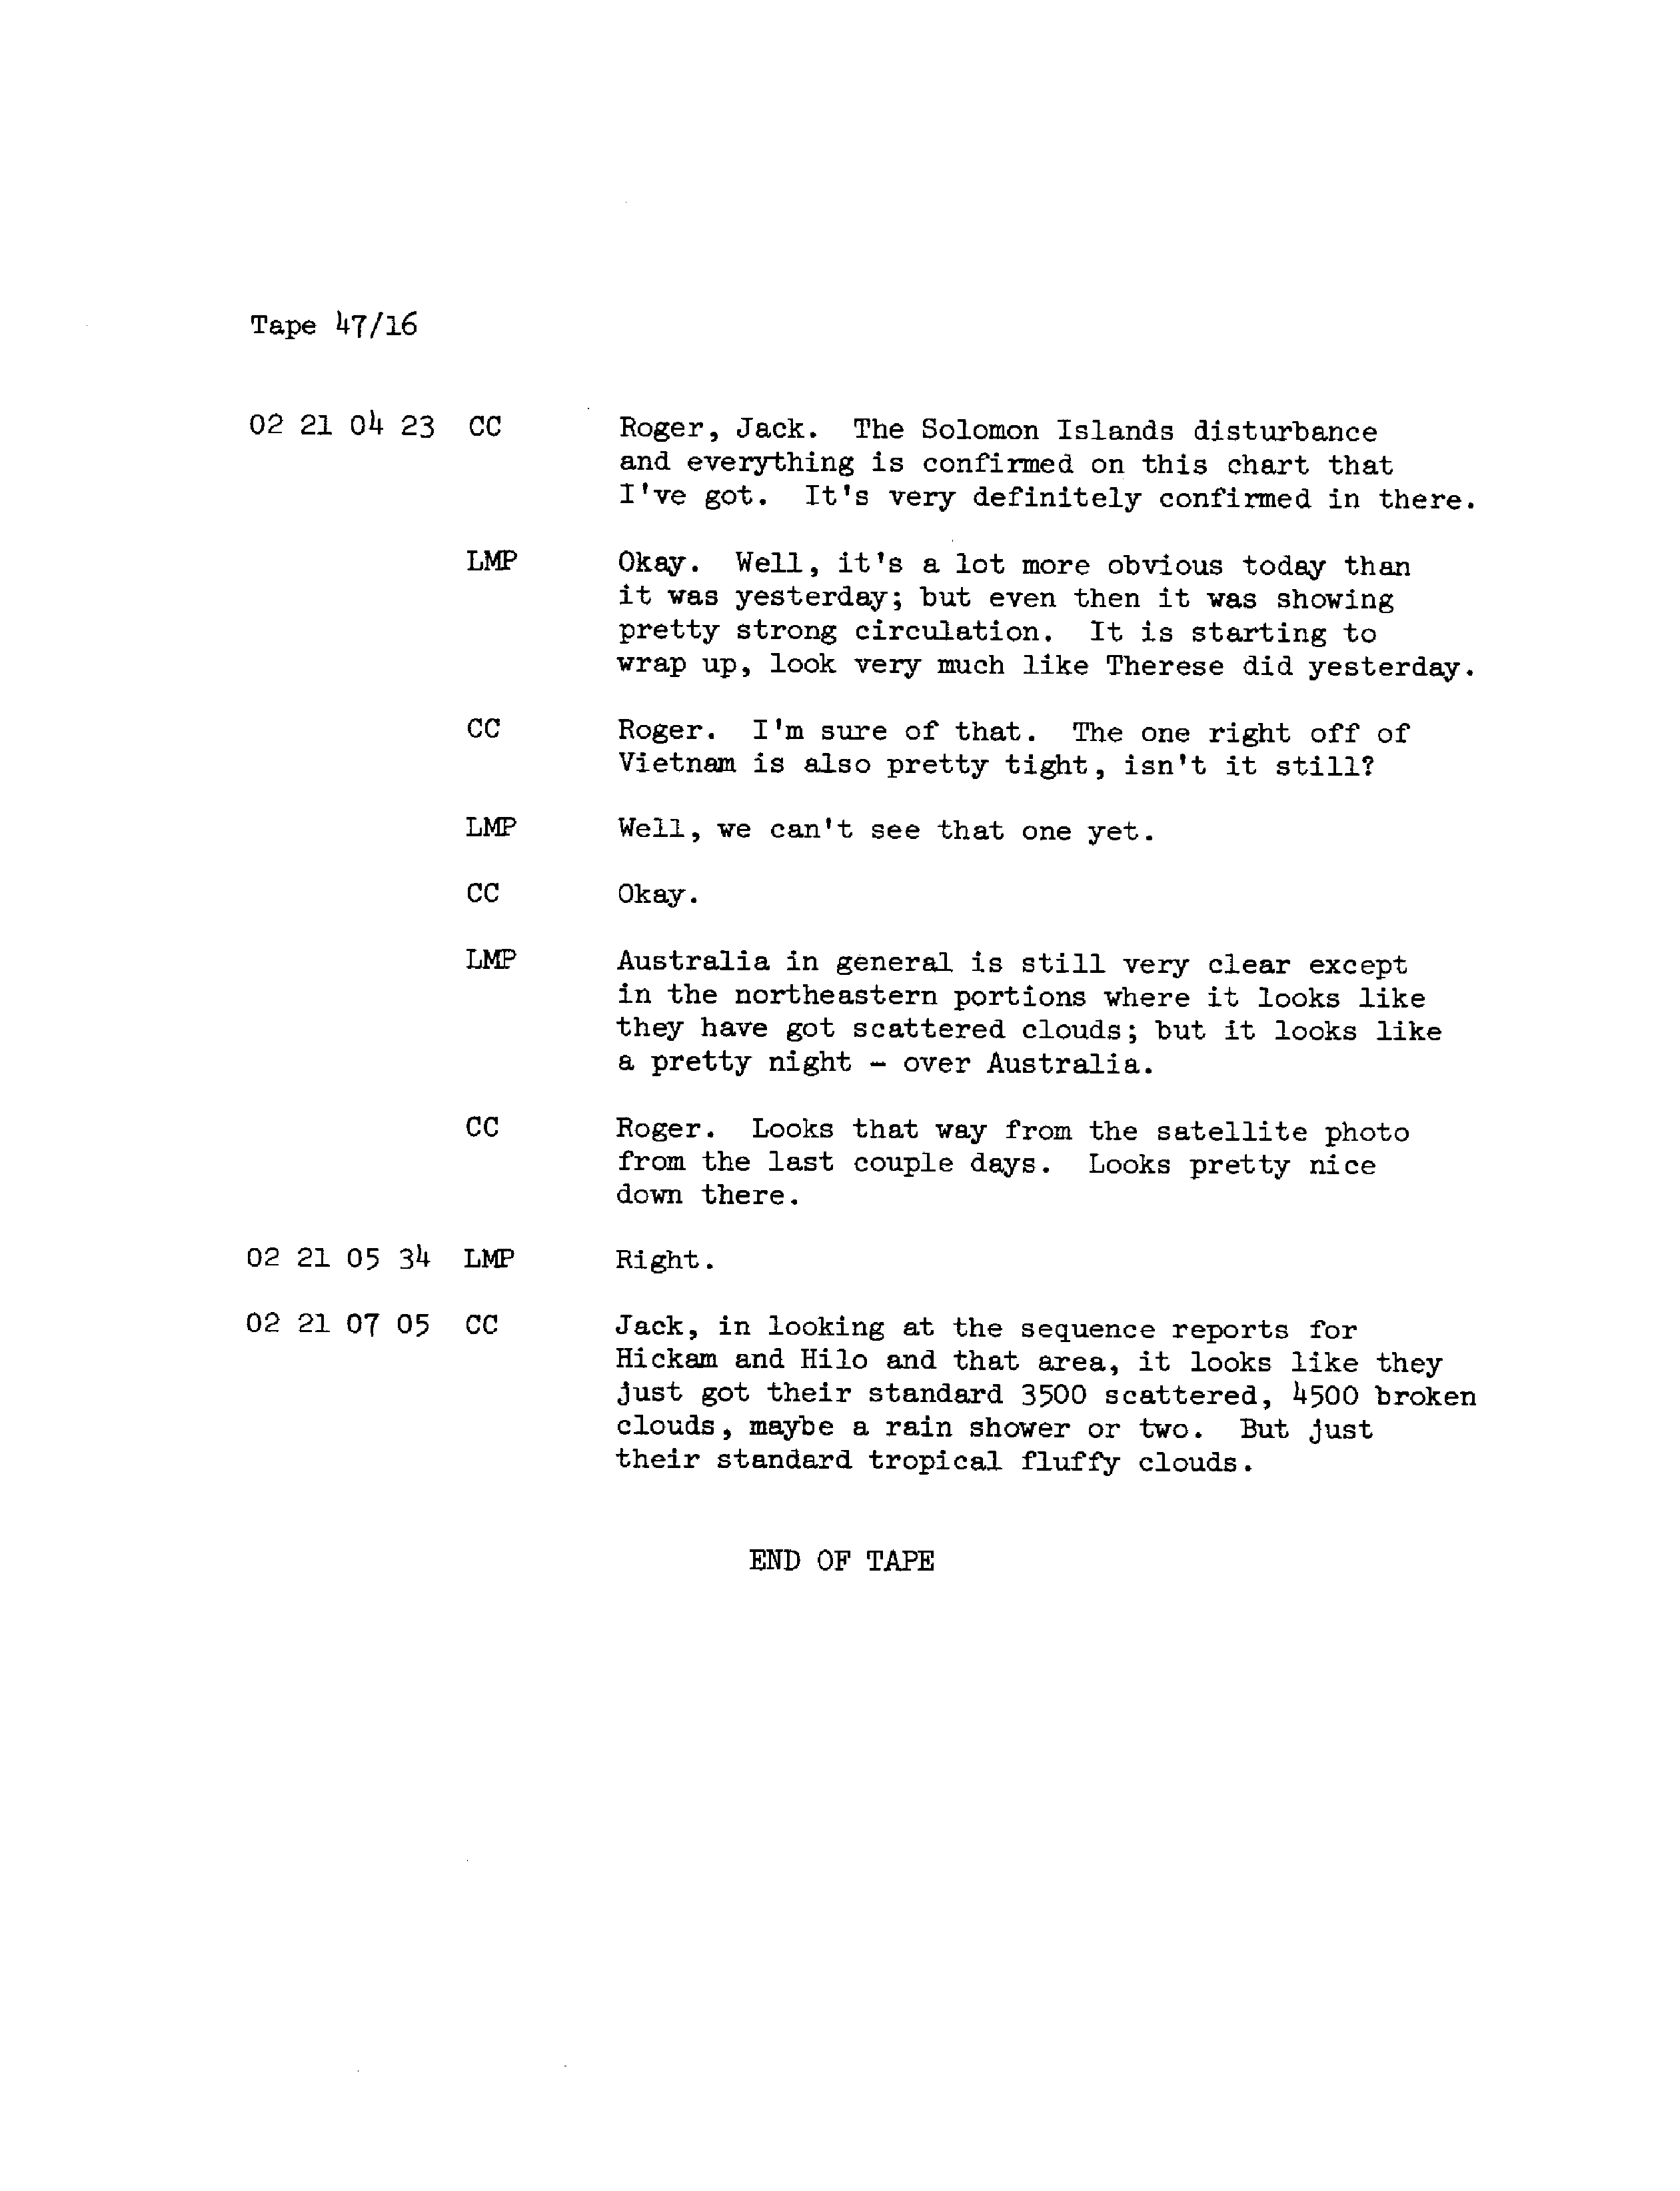 Tape 47/16
02 21 04 23 CC Roger, Jack. The Solomon Islands disturbance
and everything is confirmed on this chart that
I've got. It's very definitely confirmed in there.
LMP Okay. Well, it's a lot more obvious today than
it was yesterday; but even then it was showing
pretty strong circulation. It is starting to
wrap up, look very much like Therese did yesterday.
CC Roger. I'm sure of that. The one right off of
Vietnam is also pretty tight, isn't it still?
LMP Well, we can't see that one yet.
CC Okay.
LMP Australia in general is still very clear except
in the northeastern portions where it looks like
they have got scattered clouds; but it looks like
a pretty night - over Australia.
CC Roger. Looks that way from the satellite photo
from the last couple days. Looks pretty nice
down there.
02 21 05 34 LMP Right.
02 21 07 05 CC Jack, in looking at the sequence reports for
Hickam and Hilo and that area, it looks like they
just got their standard 3500 scattered, 4500 broken
clouds, maybe a rain shower or two. But just
their standard tropical fluffy clouds.
END OF TAPE